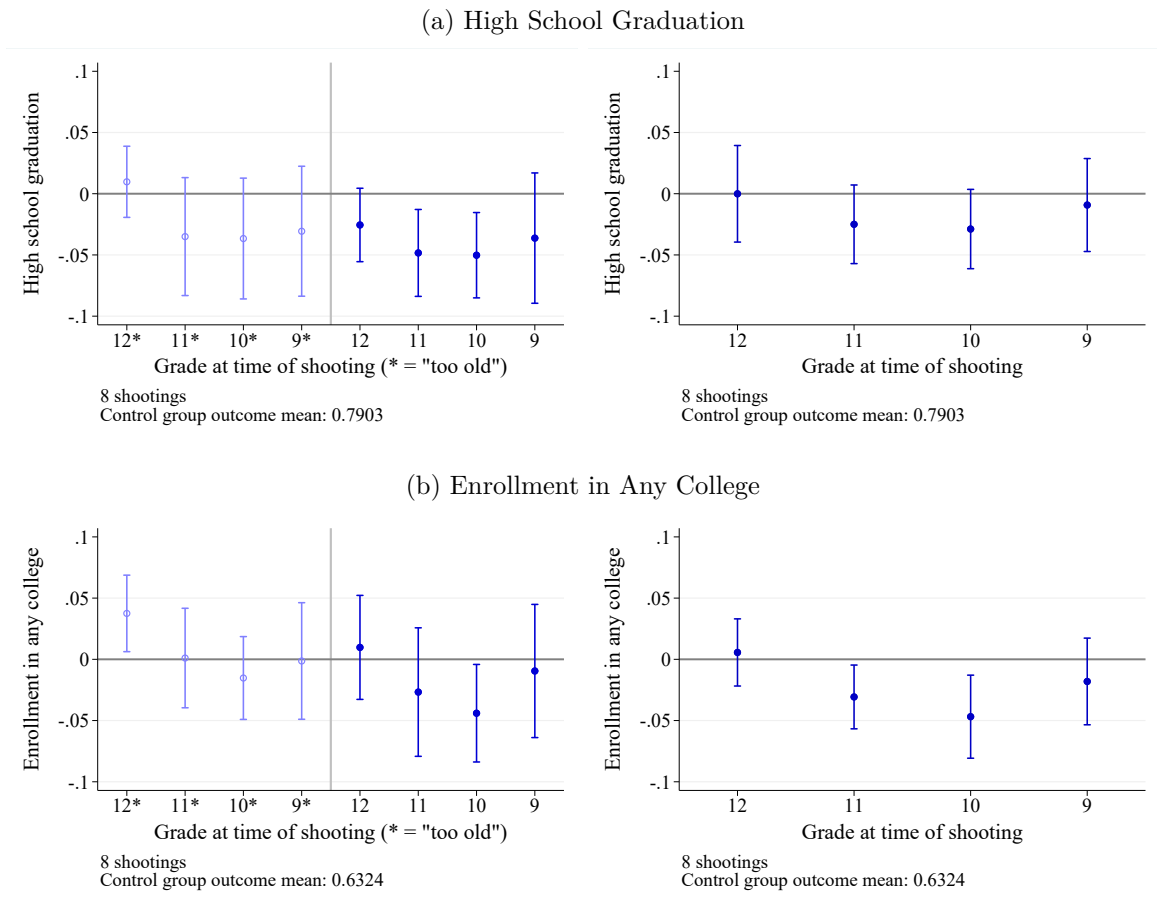 (a) High School Graduation
High school graduation
.1
.05
0
-.05
-.1
12* 11* 10* 9* 12 11 10 9
Grade at time of shooting (* = "too old")
8 shootings
Control group outcome mean: 0.7903
High school graduation
.1
.05
0
-.05
-.1
12 11 10 9
Grade at time of shooting
8 shootings
Control group outcome mean: 0.7903
(b) Enrollment in Any College
Enrollment in any college
.1
.05
0
-.05
-.1
12* 11* 10* 9* 12 11 10 9
Grade at time of shooting (* = "too old")
8 shootings
Control group outcome mean: 0.6324
Enrollment in any college
.1
.05
0
-.05
-.1
12 11 10 9
Grade at time of shooting
8 shootings
Control group outcome mean: 0.6324